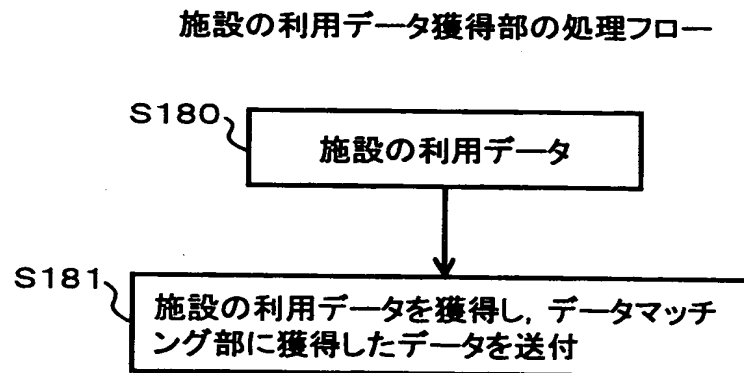 施設の利用データ獲得部の処理フロー
S180
施設の利用データ
S181
施設の利用データを獲得し，データマッチ
ング部に獲得したデータを送付